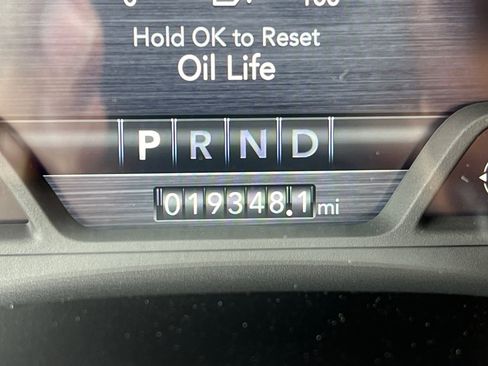 Hold OK to Reset
Oil Life
P R N D
019348.1 mi